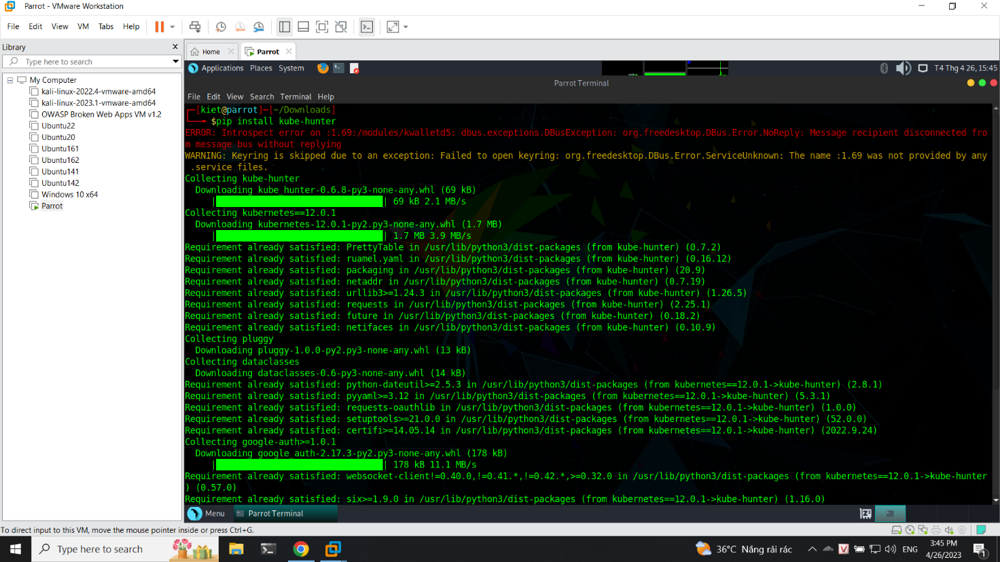 Parrot - VMware Workstation
File Edit View VM Tabs Help
Library
Type here to search
My Computer
kali-linux-2022.4-vmware-amd64
kali-linux-2023.1-vmware-amd64
OWASP Broken Web Apps VM v1.2
Ubuntu22
Ubuntu20
Ubuntu161
Ubuntu162
Ubuntu141
Ubuntu142
Windows 10 x64
Parrot
Home Parrot
Applications Places System T4 Thg 4 26, 15:45
Parrot Terminal
File Edit View Search Terminal Help
┌─[kiet@parrot]─[~/Downloads]
└──╼ $pip install kube-hunter
ERROR: Introspect error on :1.69:/modules/kwalletd5: dbus.exceptions.DBusException: org.freedesktop.DBus.Error.NoReply: Message recipient disconnected fro
m message bus without replying
WARNING: Keyring is skipped due to an exception: Failed to open keyring: org.freedesktop.DBus.Error.ServiceUnknown: The name :1.69 was not provided by any
.service files.
Collecting kube-hunter
Downloading kube_hunter-0.6.8-py3-none-any.whl (69 kB)
|████████████████████████████████| 69 kB 2.1 MB/s
Collecting kubernetes==12.0.1
Downloading kubernetes-12.0.1-py2.py3-none-any.whl (1.7 MB)
|████████████████████████████████| 1.7 MB 3.9 MB/s
Requirement already satisfied: PrettyTable in /usr/lib/python3/dist-packages (from kube-hunter) (0.7.2)
Requirement already satisfied: ruamel.yaml in /usr/lib/python3/dist-packages (from kube-hunter) (0.16.12)
Requirement already satisfied: packaging in /usr/lib/python3/dist-packages (from kube-hunter) (20.9)
Requirement already satisfied: netaddr in /usr/lib/python3/dist-packages (from kube-hunter) (0.7.19)
Requirement already satisfied: urllib3>=1.24.3 in /usr/lib/python3/dist-packages (from kube-hunter) (1.26.5)
Requirement already satisfied: requests in /usr/lib/python3/dist-packages (from kube-hunter) (2.25.1)
Requirement already satisfied: future in /usr/lib/python3/dist-packages (from kube-hunter) (0.18.2)
Requirement already satisfied: netifaces in /usr/lib/python3/dist-packages (from kube-hunter) (0.10.9)
Collecting pluggy
Downloading pluggy-1.0.0-py2.py3-none-any.whl (13 kB)
Collecting dataclasses
Downloading dataclasses-0.6-py3-none-any.whl (14 kB)
Requirement already satisfied: python-dateutil>=2.5.3 in /usr/lib/python3/dist-packages (from kubernetes==12.0.1->kube-hunter) (2.8.1)
Requirement already satisfied: pyyaml>=3.12 in /usr/lib/python3/dist-packages (from kubernetes==12.0.1->kube-hunter) (5.3.1)
Requirement already satisfied: requests-oauthlib in /usr/lib/python3/dist-packages (from kubernetes==12.0.1->kube-hunter) (1.0.0)
Requirement already satisfied: setuptools>=21.0.0 in /usr/lib/python3/dist-packages (from kubernetes==12.0.1->kube-hunter) (52.0.0)
Requirement already satisfied: certifi>=14.05.14 in /usr/lib/python3/dist-packages (from kubernetes==12.0.1->kube-hunter) (2022.9.24)
Collecting google-auth>=1.0.1
Downloading google_auth-2.17.3-py2.py3-none-any.whl (178 kB)
|████████████████████████████████| 178 kB 11.1 MB/s
Requirement already satisfied: websocket-client!=0.40.0,!=0.41.*,!=0.42.*,>=0.32.0 in /usr/lib/python3/dist-packages (from kubernetes==12.0.1->kube-hunter
) (0.57.0)
Requirement already satisfied: six>=1.9.0 in /usr/lib/python3/dist-packages (from kubernetes==12.0.1->kube-hunter) (1.16.0)
Menu Parrot Terminal
To direct input to this VM, move the mouse pointer inside or press Ctrl+G.
Type here to search
36°C Nắng rải rác
ENG
3:45 PM
4/26/2023
1